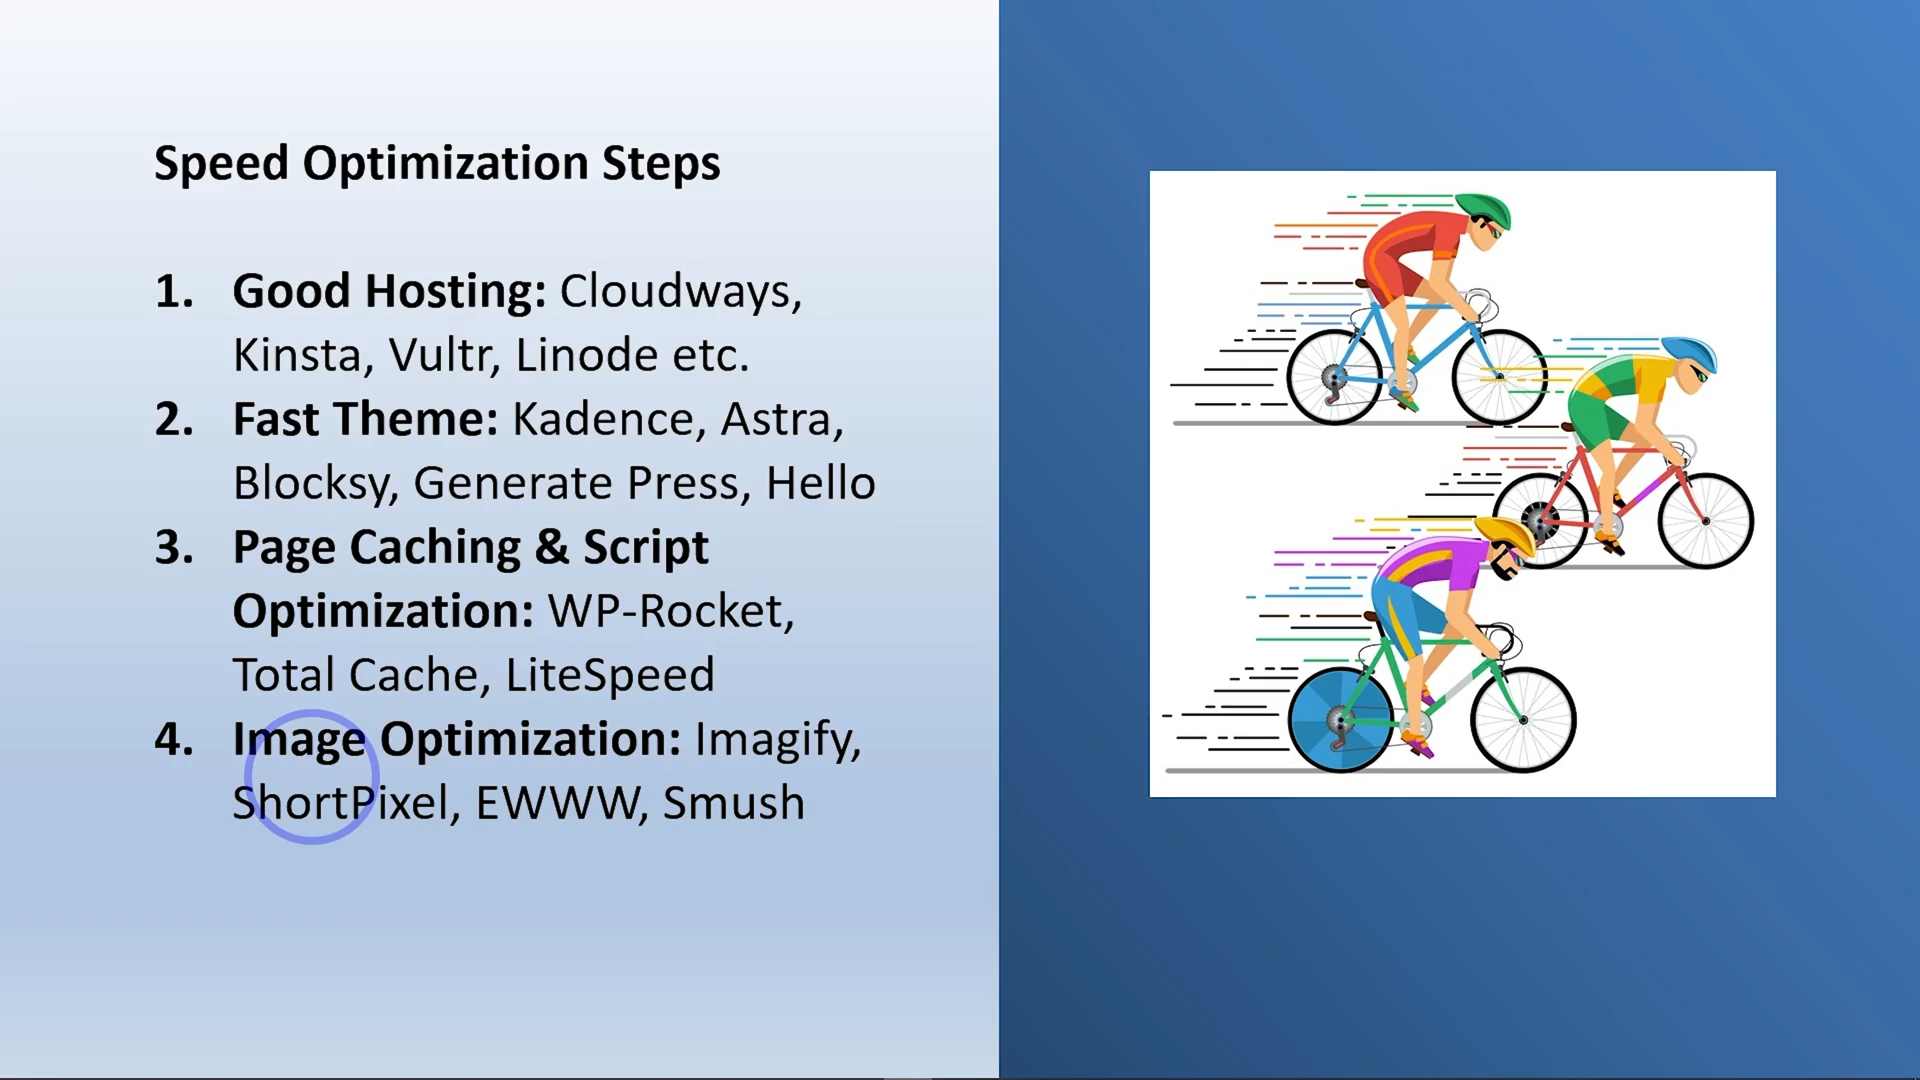 Speed Optimization Steps
1. Good Hosting: Cloudways,
Kinsta, Vultr, Linode etc.
2. Fast Theme: Kadence, Astra,
Blocksy, Generate Press, Hello
3. Page Caching & Script
Optimization: WP-Rocket,
Total Cache, LiteSpeed
4. Image Optimization: Imagify,
ShortPixel, EWWW, Smush